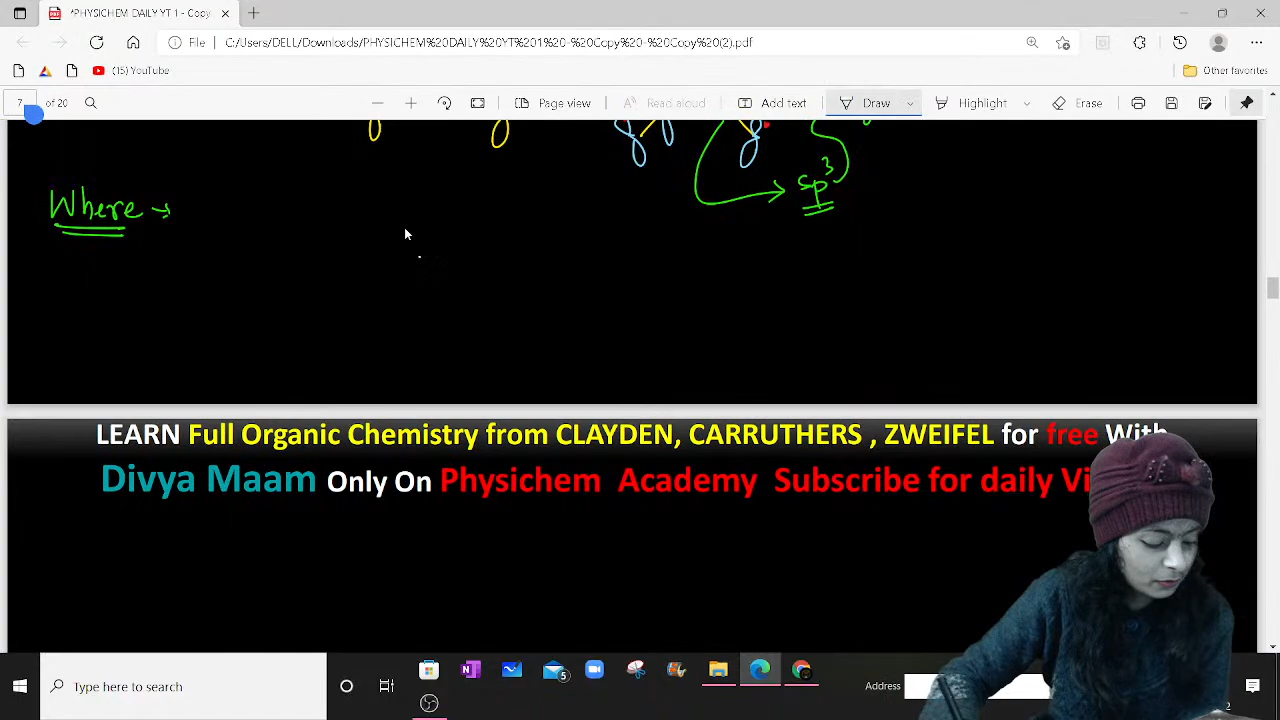 *PHYSICHEM DAILY YT 1 - Copy
File C:/Users/DELL/Downloads/PHYSICHEM%20DAILY%20YT%201%20-%20Copy%20-%20Copy%20(2).pdf
(15) YouTube
Other favorites
7 of 20
Page view
Read aloud
Add text
Draw
Highlight
Erase
sp3
Where →
LEARN Full Organic Chemistry from CLAYDEN, CARRUTHERS , ZWEIFEL for free With
Divya Maam Only On Physichem Academy Subscribe for daily Vi
Type here to search
5
Address
2